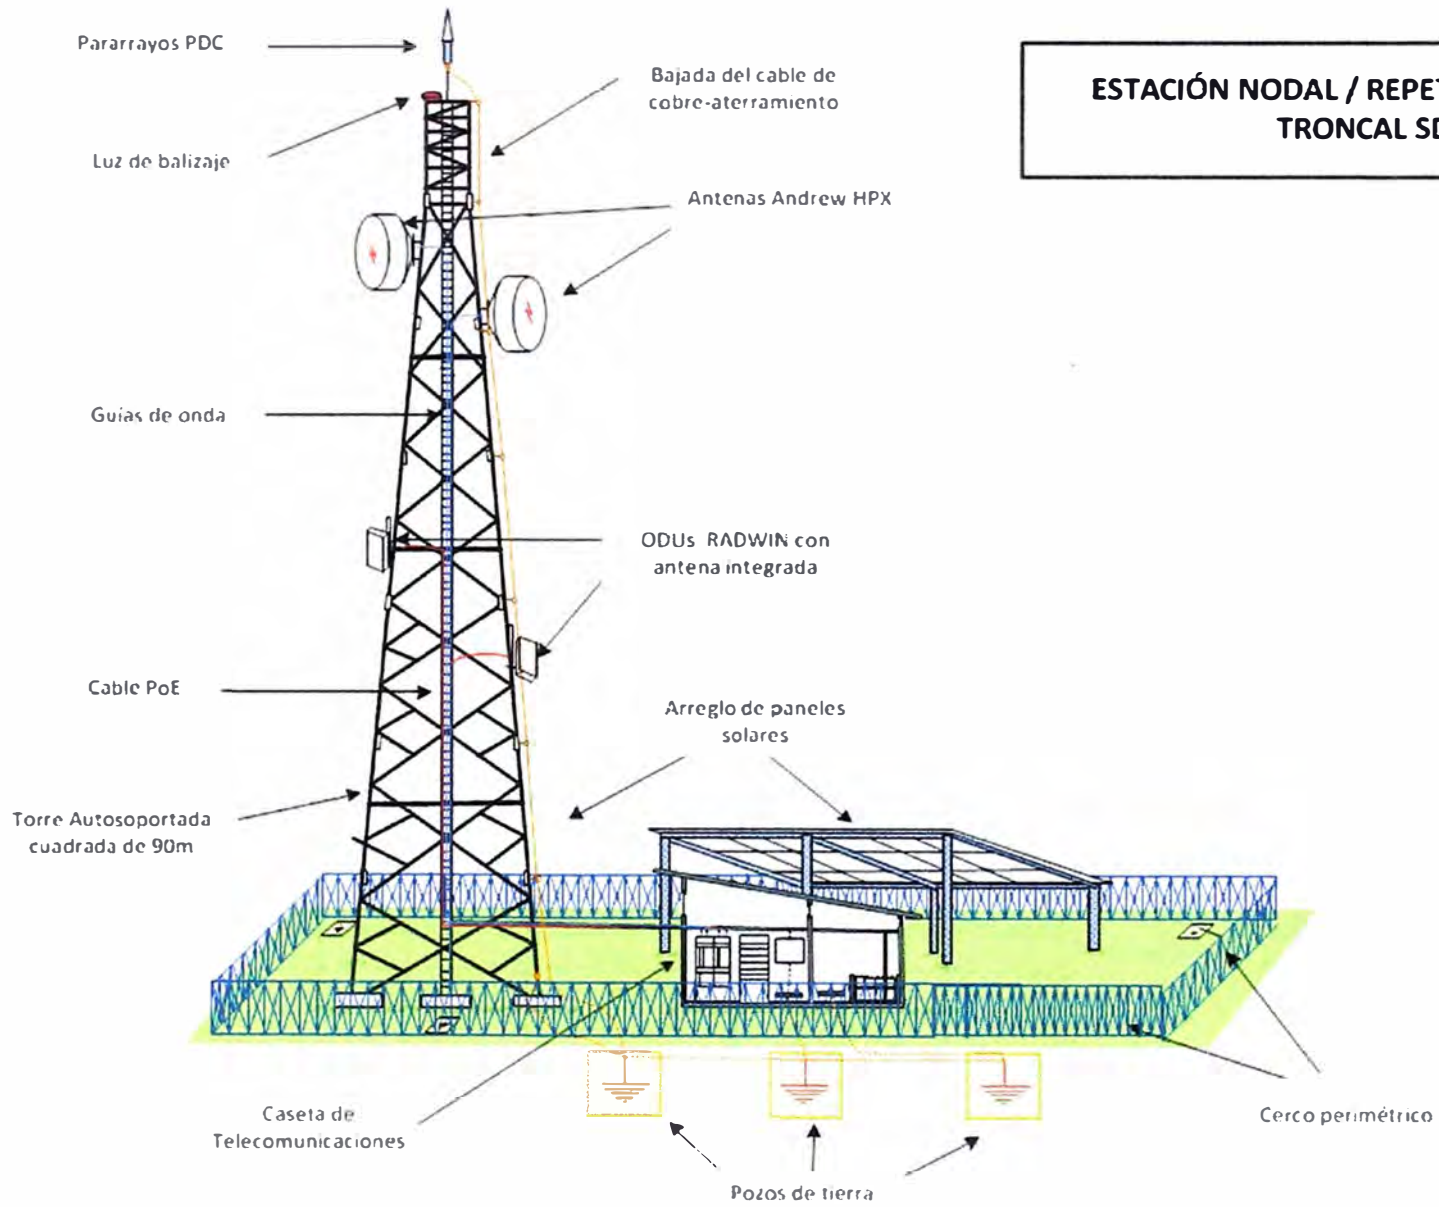 Pararrayos PDC
Bajada del cable de
cobre-aterramiento
ESTACIÓN NODAL / REPET
TRONCAL SD
Luz de balizaje
Antenas Andrew HPX
Guías de onda
ODUs RADWIN con
antena integrada
Cable PoE
Arreglo de paneles
solares
Torre Autosoportada
cuadrada de 90m
Caseta de
Telecomunicaciones
Cerco perimétrico
Pozos de tierra